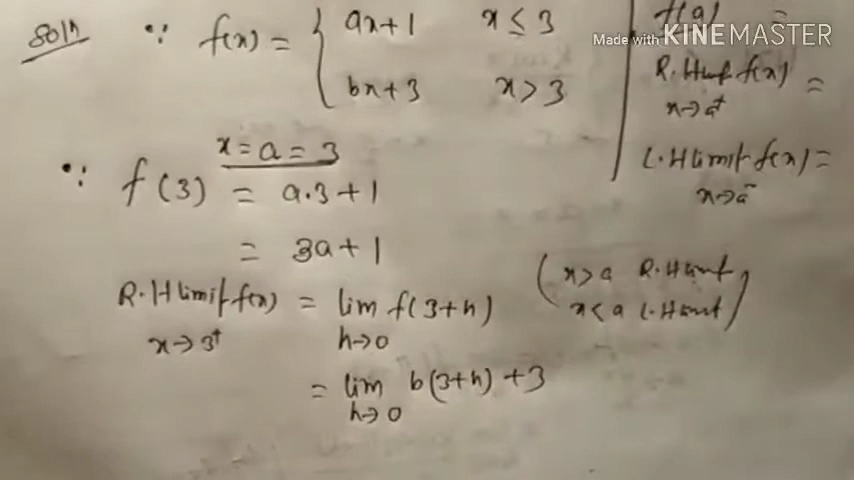 Soln ∵ f(x) = { ax+1 x ≤ 3
bx+3 x > 3
f(a) =
R.H limit f(x) =
x→a⁺
L.H limit f(x) =
x→a⁻
Made with KINEMASTER
x = a = 3
∵ f(3) = a.3+1
= 3a+1
R.H limit f(x) = lim f(3+h)
x→3⁺ h→0
(x>a R.H limit
x<a L.H limit)
= lim b(3+h) +3
h→0